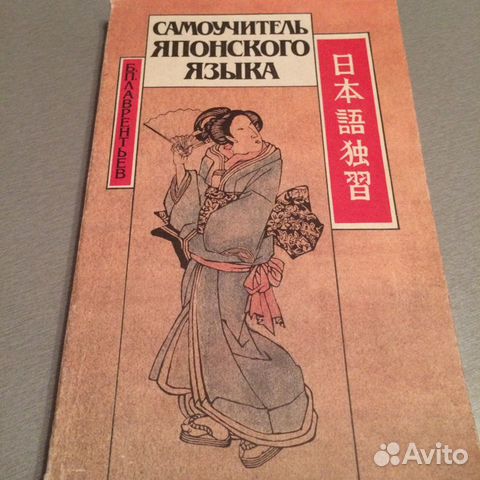 САМОУЧИТЕЛЬ
ЯПОНСКОГО
ЯЗЫКА
Б.П.ЛАВРЕНТЬЕВ
日本語独習
Avito